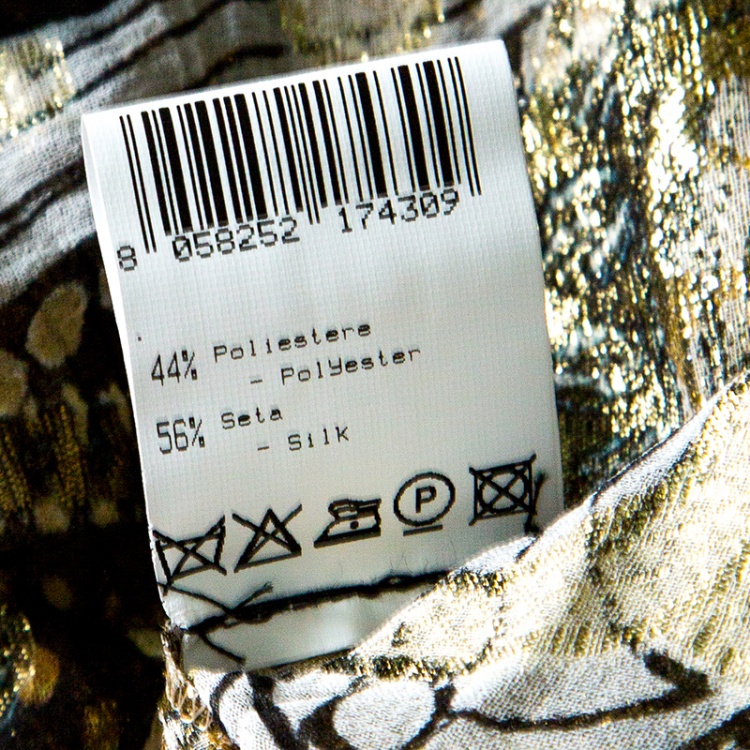 8 058252 174309
44% Poliestere
- Polyester
56% Seta
- Silk
P